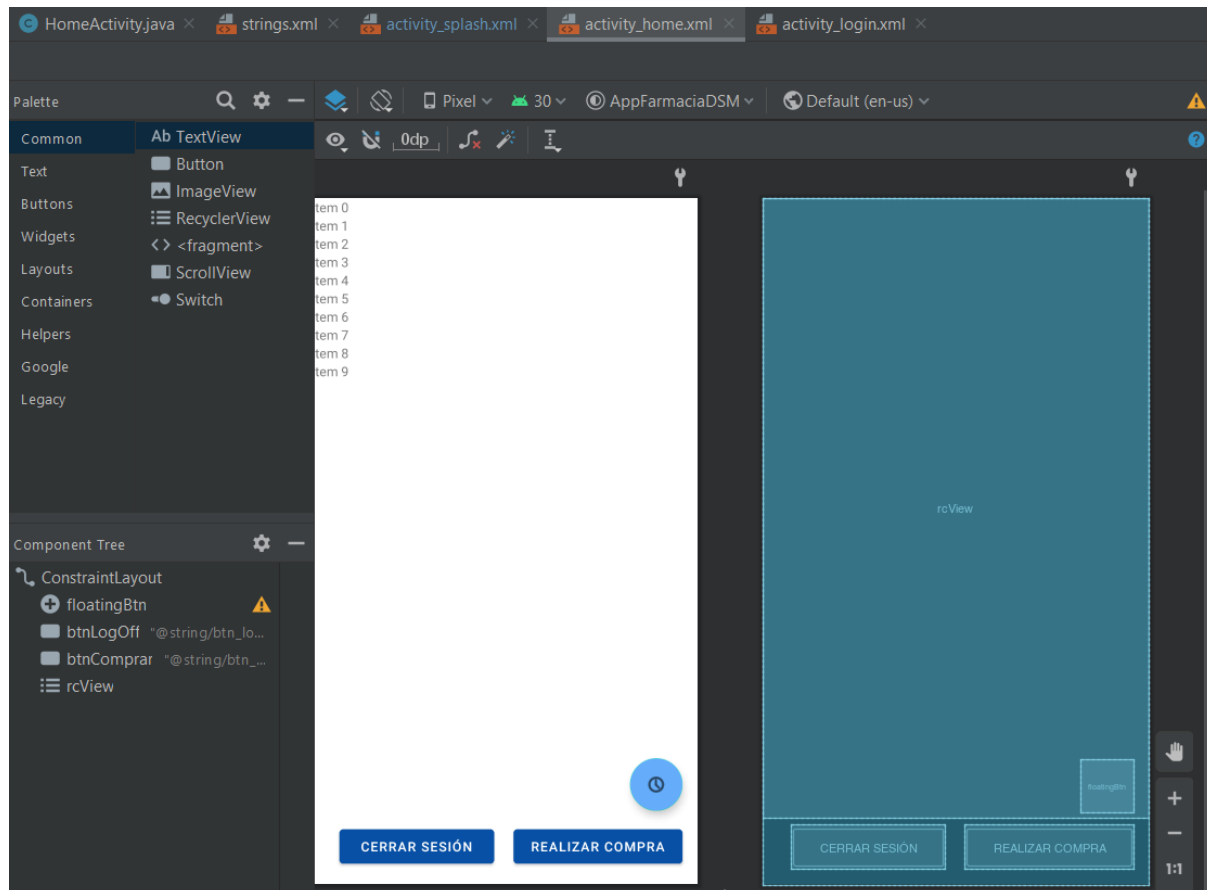 HomeActivity.java strings.xml activity_splash.xml activity_home.xml activity_login.xml
Palette
Pixel 30 AppFarmaciaDSM Default (en-us)
Common
Text
Buttons
Widgets
Layouts
Containers
Helpers
Google
Legacy
Ab TextView
Button
ImageView
RecyclerView
<fragment>
ScrollView
Switch
0dp
tem 0
tem 1
tem 2
tem 3
tem 4
tem 5
tem 6
tem 7
tem 8
tem 9
CERRAR SESIÓN REALIZAR COMPRA
rcView
floatingBtn
CERRAR SESIÓN REALIZAR COMPRA
1:1
Component Tree
ConstraintLayout
floatingBtn
btnLogOff "@string/btn_lo...
btnComprar "@string/btn_...
rcView